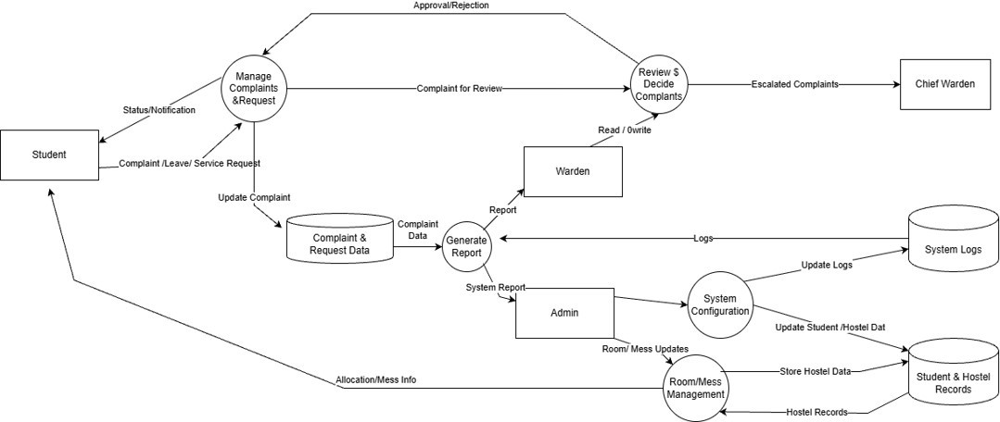 Approval/Rejection
Manage
Complaints
&Request
Complaint for Review
Review $
Decide
Complants
Escalated Complaints
Chief Warden
Status/Notification
Read / 0write
Student
Complaint /Leave/ Service Request
Warden
Update Complaint
Report
Complaint &
Request Data
Complaint
Data
Generate
Report
Logs
System Logs
Update Logs
System Report
Admin
System
Configuration
Update Student /Hostel Dat
Room/ Mess Updates
Store Hostel Data
Student & Hostel
Records
Allocation/Mess Info
Room/Mess
Management
Hostel Records